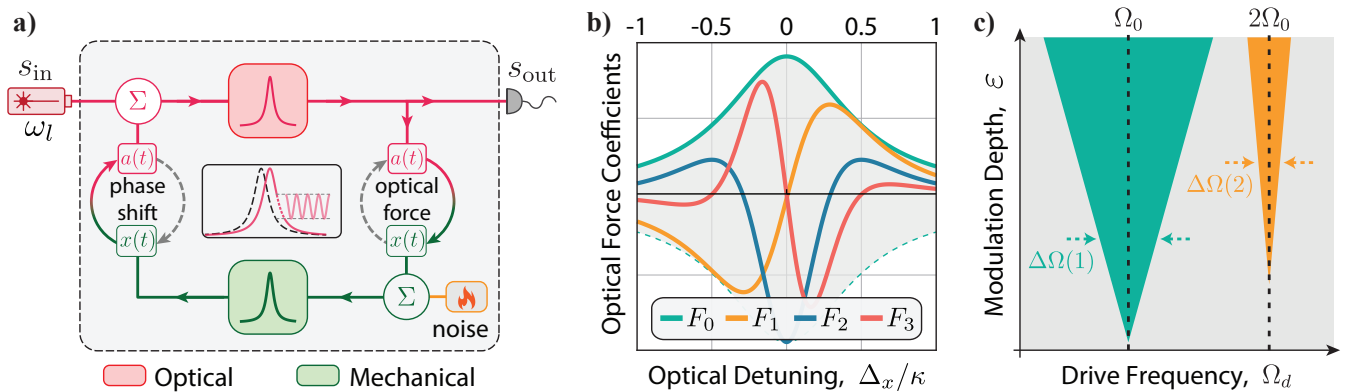 a)
s_in
ω_l
Σ
s_out
a(t)
phase
shift
x(t)
a(t)
optical
force
x(t)
Σ
noise
Optical
Mechanical
b)
-1 -0.5 0 0.5 1
Optical Force Coefficients
F_0 F_1 F_2 F_3
Optical Detuning, Δ_x/κ
c)
Ω_0 2Ω_0
Modulation Depth, ε
ΔΩ(2)
ΔΩ(1)
Drive Frequency, Ω_d